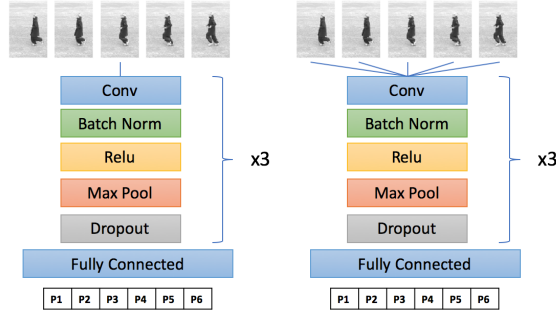 Conv
Batch Norm
Relu
Max Pool
Dropout
x3
Fully Connected
P1 P2 P3 P4 P5 P6
Conv
Batch Norm
Relu
Max Pool
Dropout
x3
Fully Connected
P1 P2 P3 P4 P5 P6